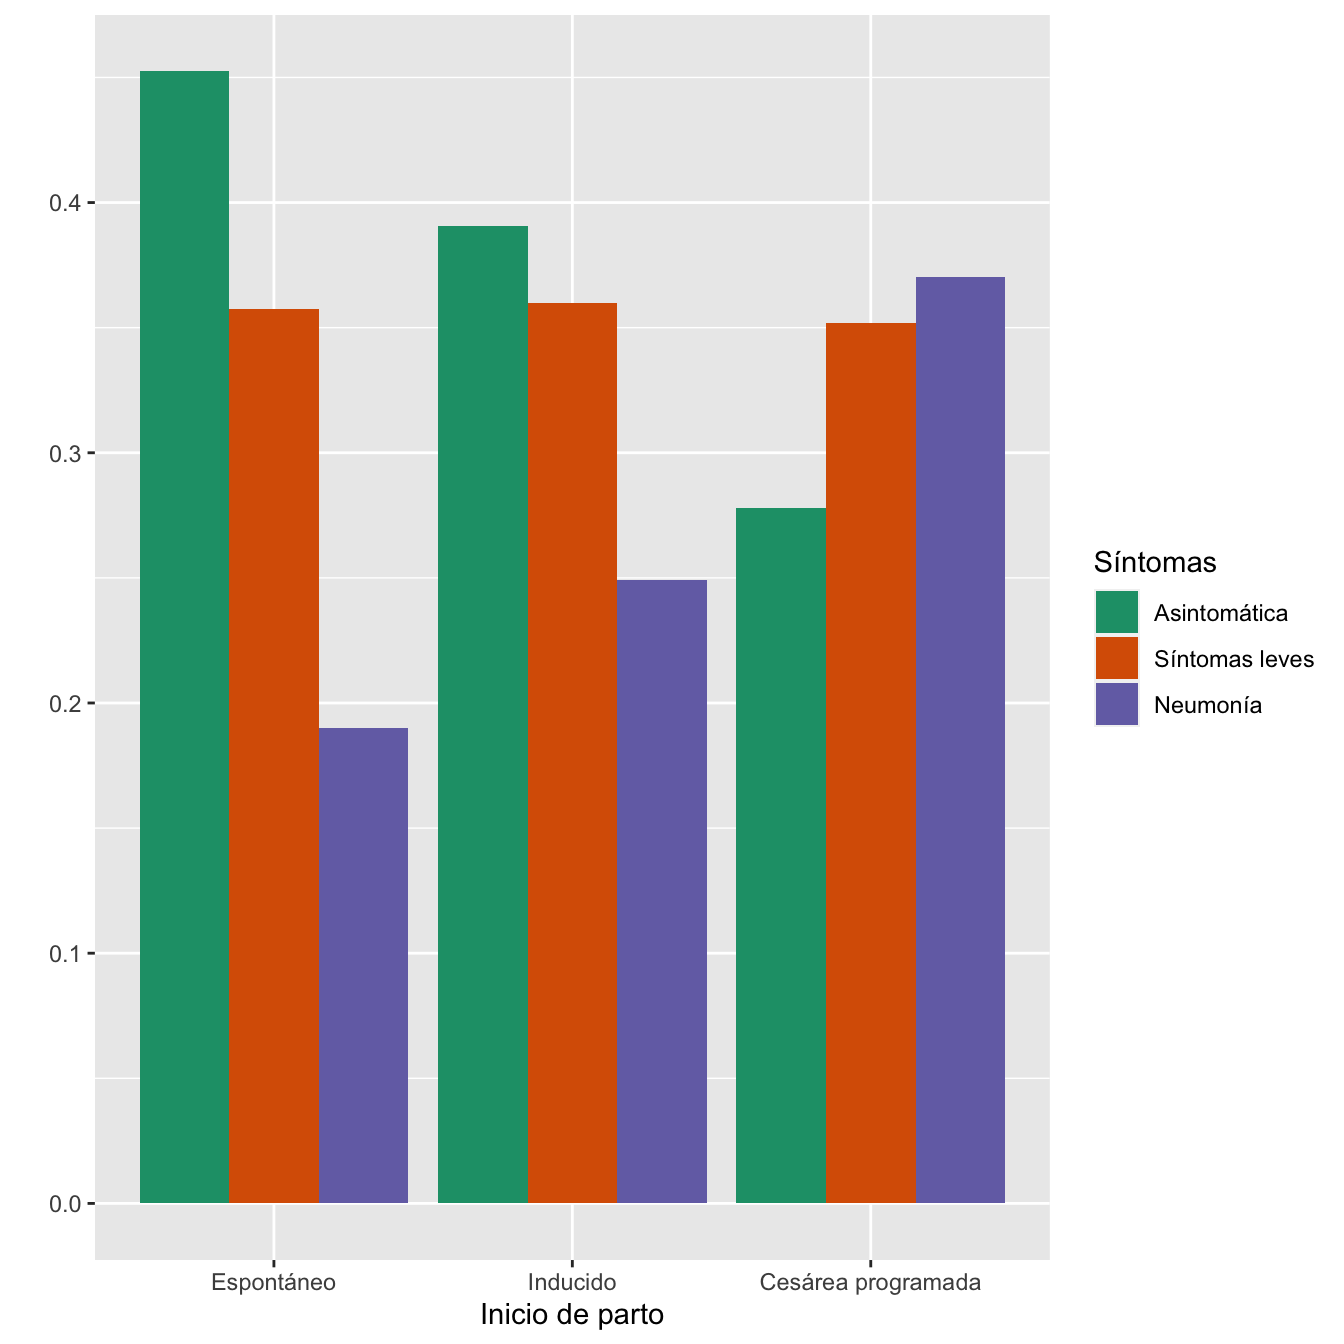 0.4
0.3
0.2
0.1
0.0
Espontáneo
Inducido
Cesárea programada
Inicio de parto
Síntomas
Asintomática
Síntomas leves
Neumonía